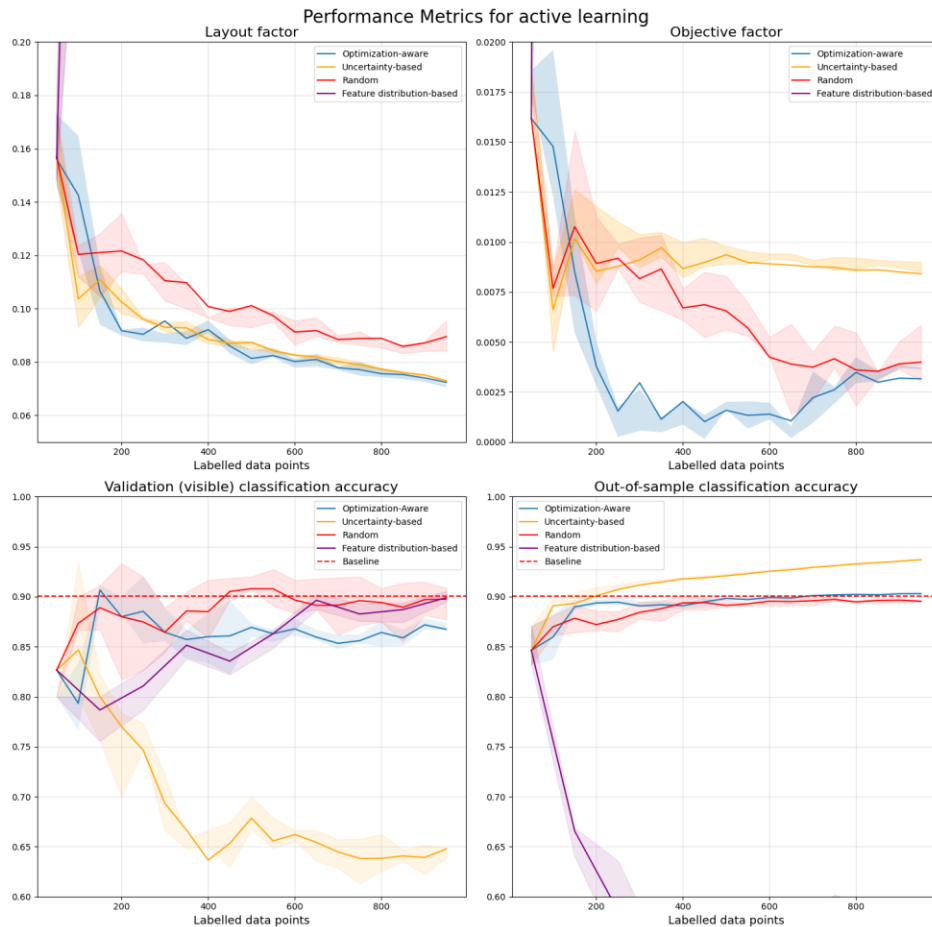 Performance Metrics for active learning
Layout factor
0.20
0.18
0.16
0.14
0.12
0.10
0.08
0.06
200
400
600
800
Labelled data points
Optimization-aware
Uncertainty-based
Random
Feature distribution-based
Objective factor
0.0200
0.0175
0.0150
0.0125
0.0100
0.0075
0.0050
0.0025
0.0000
200
400
600
800
Labelled data points
Optimization-aware
Uncertainty-based
Random
Feature distribution-based
Validation (visible) classification accuracy
1.00
0.95
0.90
0.85
0.80
0.75
0.70
0.65
0.60
200
400
600
800
Labelled data points
Optimization-Aware
Uncertainty-based
Random
Feature distribution-based
Baseline
Out-of-sample classification accuracy
1.00
0.95
0.90
0.85
0.80
0.75
0.70
0.65
0.60
200
400
600
800
Labelled data points
Optimization-Aware
Uncertainty-based
Random
Feature distribution-based
Baseline